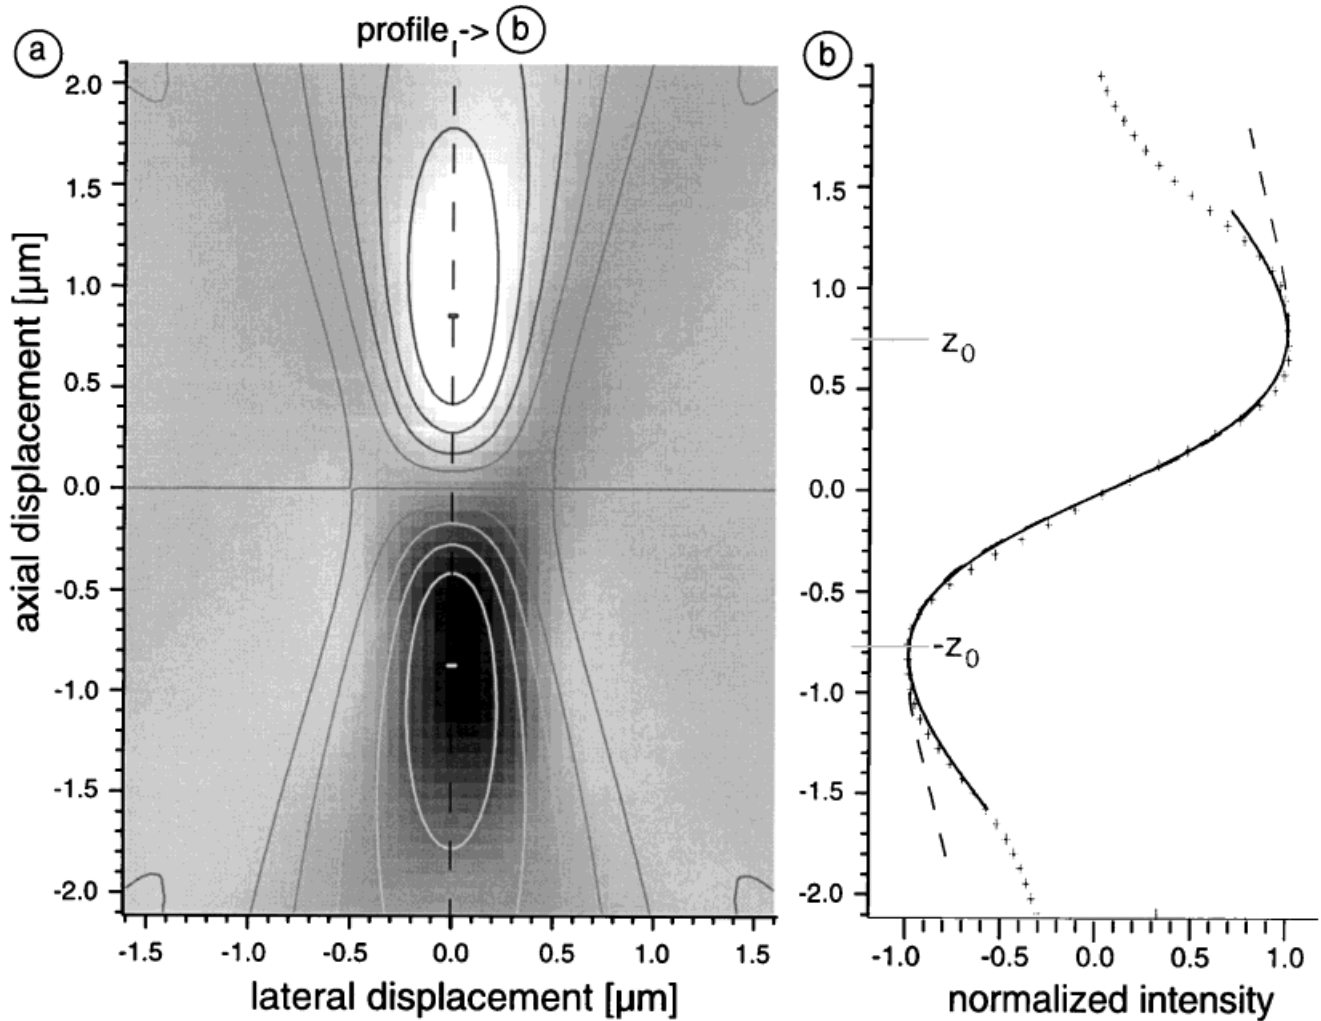 profile -> b
a
2.0
1.5
1.0
0.5
0.0
-0.5
-1.0
-1.5
-2.0
axial displacement [µm]
-1.5 -1.0 -0.5 0.0 0.5 1.0 1.5
lateral displacement [µm]
b
1.5
1.0
z0
0.5
0.0
-0.5
-z0
-1.0
-1.5
-2.0
-1.0 -0.5 0.0 0.5 1.0
normalized intensity